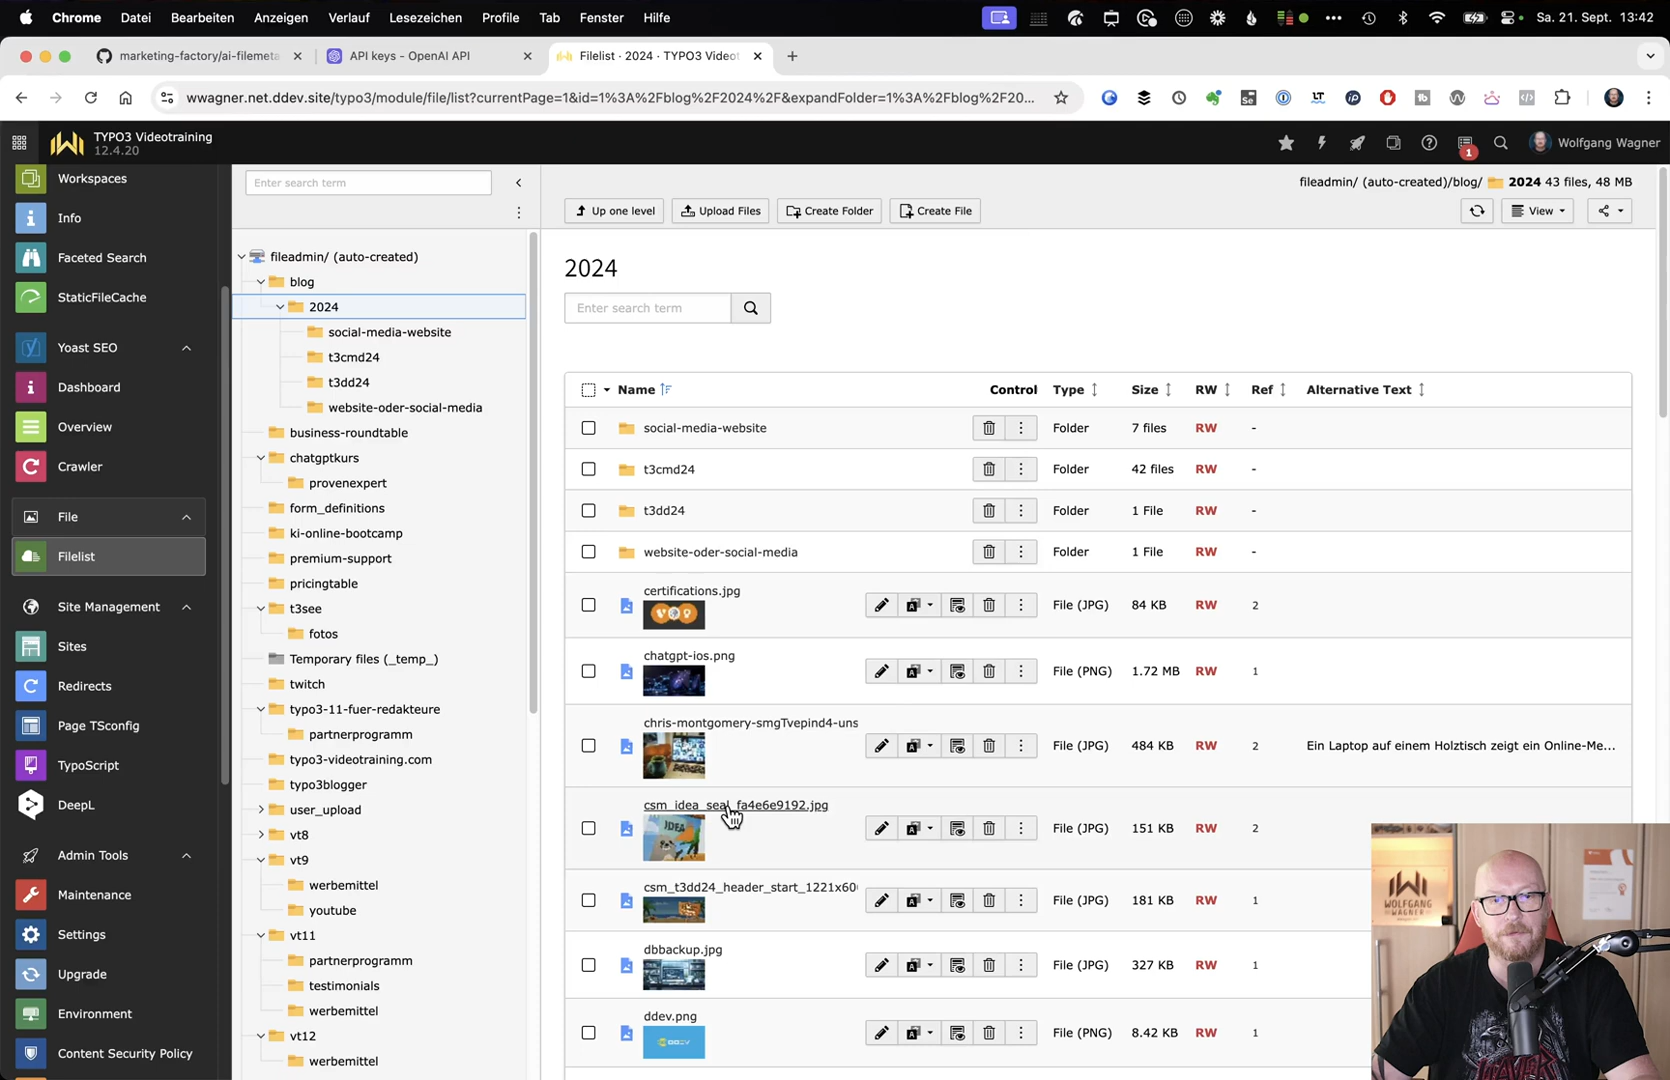 Chrome Datei Bearbeiten Anzeigen Verlauf Lesezeichen Profile Tab Fenster Hilfe
Sa. 21. Sept. 13:42
marketing-factory/ai-filemeta
API keys - OpenAI API
Filelist · 2024 · TYPO3 Videot
wwagner.net.ddev.site/typo3/module/file/list?currentPage=1&id=1%3A%2Fblog%2F2024%2F&expandFolder=1%3A%2Fblog%2F20...
TYPO3 Videotraining
12.4.20
1
Wolfgang Wagner
Workspaces
Info
Faceted Search
StaticFileCache
Yoast SEO
Dashboard
Overview
Crawler
File
Filelist
Site Management
Sites
Redirects
Page TSconfig
TypoScript
DeepL
Admin Tools
Maintenance
Settings
Upgrade
Environment
Content Security Policy
Enter search term
fileadmin/ (auto-created)
blog
2024
social-media-website
t3cmd24
t3dd24
website-oder-social-media
business-roundtable
chatgptkurs
provenexpert
form_definitions
ki-online-bootcamp
premium-support
pricingtable
t3see
fotos
Temporary files (_temp_)
twitch
typo3-11-fuer-redakteure
partnerprogramm
typo3-videotraining.com
typo3blogger
user_upload
vt8
vt9
werbemittel
youtube
vt11
partnerprogramm
testimonials
werbemittel
vt12
werbemittel
fileadmin/ (auto-created)/blog/ 2024 43 files, 48 MB
Up one level
Upload Files
Create Folder
Create File
View
2024
Enter search term
Name Control Type Size RW Ref Alternative Text
social-media-website Folder 7 files RW -
t3cmd24 Folder 42 files RW -
t3dd24 Folder 1 File RW -
website-oder-social-media Folder 1 File RW -
certifications.jpg File (JPG) 84 KB RW 2
chatgpt-ios.png File (PNG) 1.72 MB RW 1
chris-montgomery-smgTvepind4-uns File (JPG) 484 KB RW 2 Ein Laptop auf einem Holztisch zeigt ein Online-Me...
csm_idea_seal_fa4e6e9192.jpg File (JPG) 151 KB RW 2
IDEA
csm_t3dd24_header_start_1221x60 File (JPG) 181 KB RW 1
dbbackup.jpg File (JPG) 327 KB RW 1
ddev.png File (PNG) 8.42 KB RW 1
WOLFGANG
WAGNER